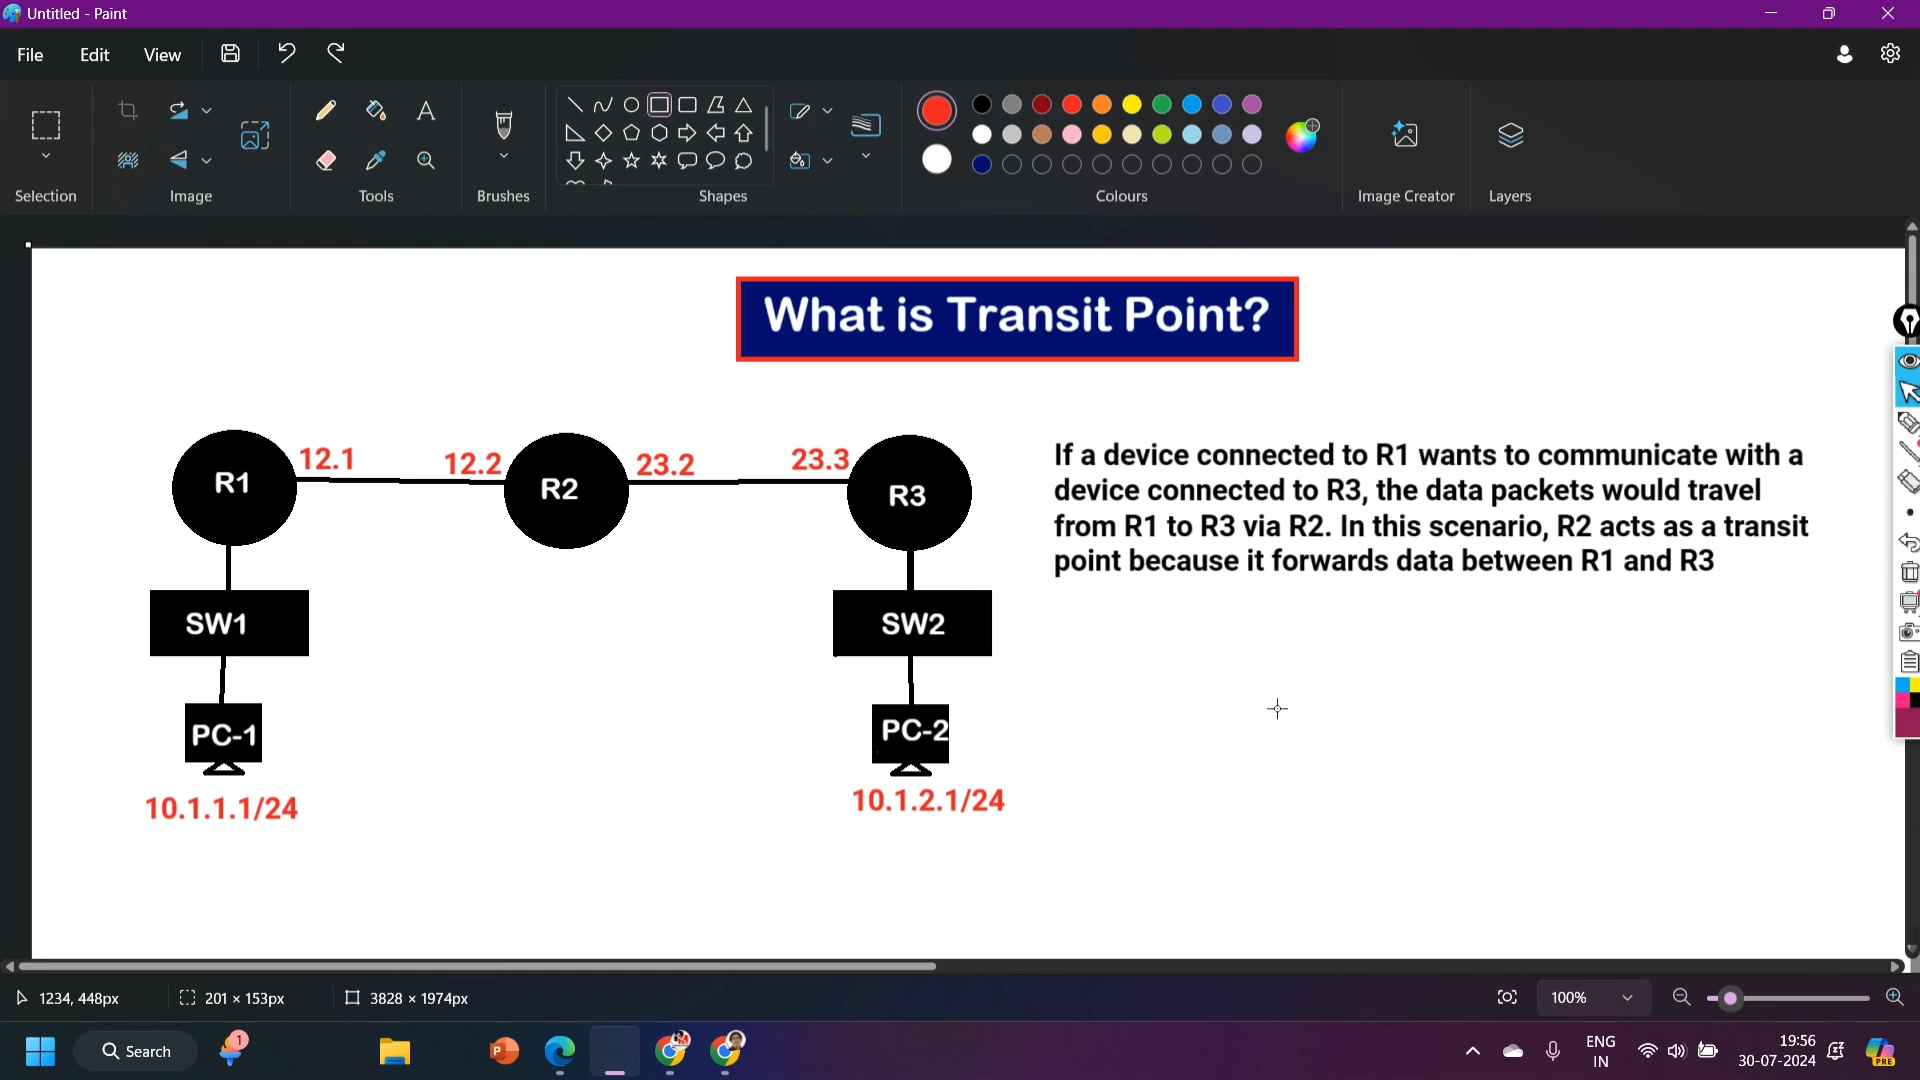 Untitled - Paint
File Edit View
Selection
Image
Tools
Brushes
Shapes
Colours
Image Creator
Layers
What is Transit Point?
R1
12.1
12.2
R2
23.2
23.3
R3
If a device connected to R1 wants to communicate with a
device connected to R3, the data packets would travel
from R1 to R3 via R2. In this scenario, R2 acts as a transit
point because it forwards data between R1 and R3
SW1
SW2
PC-1
PC-2
10.1.1.1/24
10.1.2.1/24
1234, 448px
201 × 153px
3828 × 1974px
100%
1
Search
ENG
IN
19:56
30-07-2024
PRE